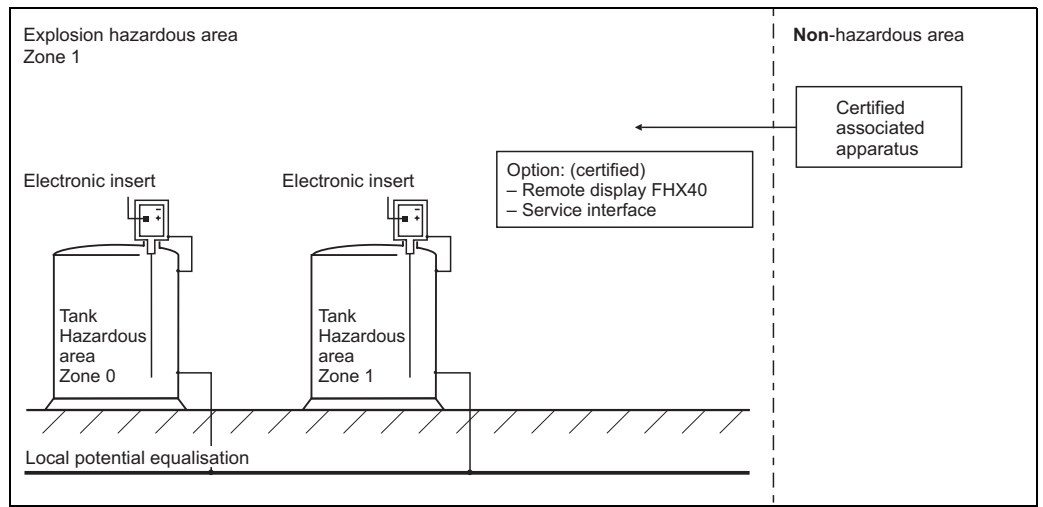 Explosion hazardous area
Zone 1
Non-hazardous area
Certified
associated
apparatus
Option: (certified)
– Remote display FHX40
– Service interface
Electronic insert
Electronic insert
Tank
Hazardous
area
Zone 0
Tank
Hazardous
area
Zone 1
Local potential equalisation